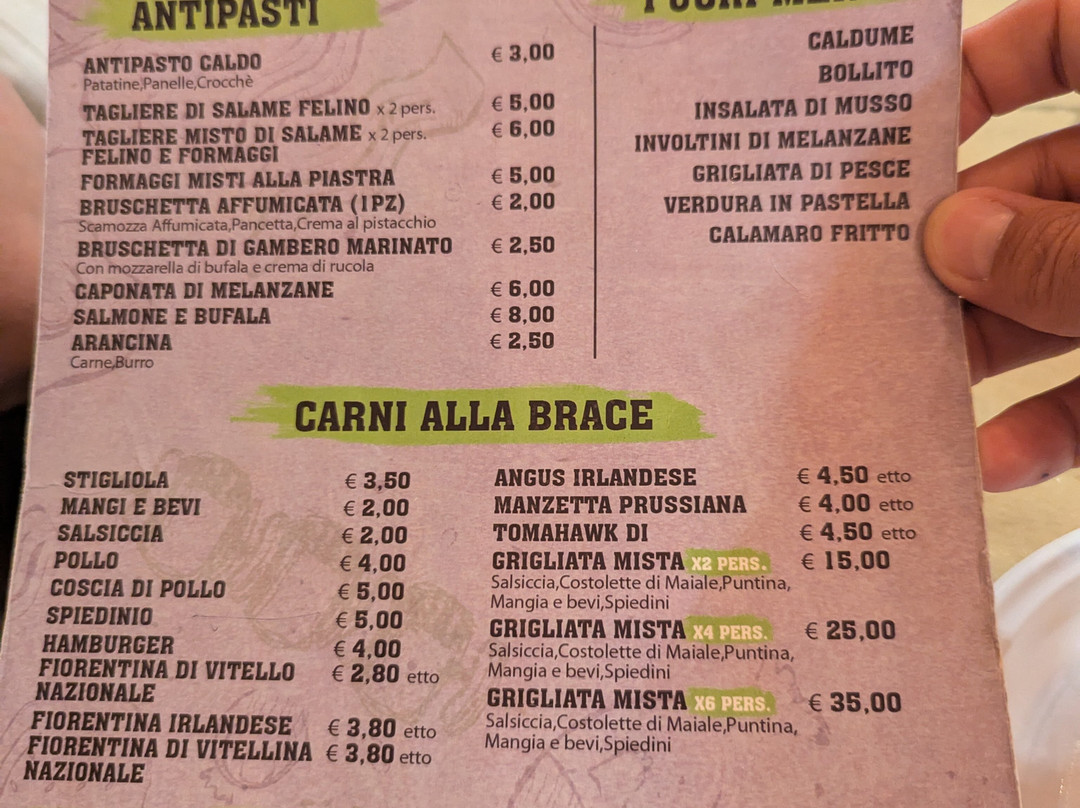 ANTIPASTI
ANTIPASTO CALDO € 3,00
Patatine,Panelle,Crocchè
TAGLIERE DI SALAME FELINO x 2 pers. € 5,00
TAGLIERE MISTO DI SALAME x 2 pers. € 6,00
FELINO E FORMAGGI
FORMAGGI MISTI ALLA PIASTRA € 5,00
BRUSCHETTA AFFUMICATA (1PZ) € 2,00
Scamozza Affumicata,Pancetta,Crema al pistacchio
BRUSCHETTA DI GAMBERO MARINATO € 2,50
Con mozzarella di bufala e crema di rucola
CAPONATA DI MELANZANE € 6,00
SALMONE E BUFALA € 8,00
ARANCINA € 2,50
Carne,Burro
CALDUME
BOLLITO
INSALATA DI MUSSO
INVOLTINI DI MELANZANE
GRIGLIATA DI PESCE
VERDURA IN PASTELLA
CALAMARO FRITTO
CARNI ALLA BRACE
STIGLIOLA € 3,50
MANGI E BEVI € 2,00
SALSICCIA € 2,00
POLLO € 4,00
COSCIA DI POLLO € 5,00
SPIEDINIO € 5,00
HAMBURGER € 4,00
FIORENTINA DI VITELLO € 2,80 etto
NAZIONALE
FIORENTINA IRLANDESE € 3,80 etto
FIORENTINA DI VITELLINA € 3,80 etto
NAZIONALE
ANGUS IRLANDESE € 4,50 etto
MANZETTA PRUSSIANA € 4,00 etto
TOMAHAWK DI € 4,50 etto
GRIGLIATA MISTA X2 PERS. € 15,00
Salsiccia,Costolette di Maiale,Puntina,
Mangia e bevi,Spiedini
GRIGLIATA MISTA X4 PERS. € 25,00
Salsiccia,Costolette di Maiale,Puntina,
Mangia e bevi,Spiedini
GRIGLIATA MISTA X6 PERS. € 35,00
Salsiccia,Costolette di Maiale,Puntina,
Mangia e bevi,Spiedini